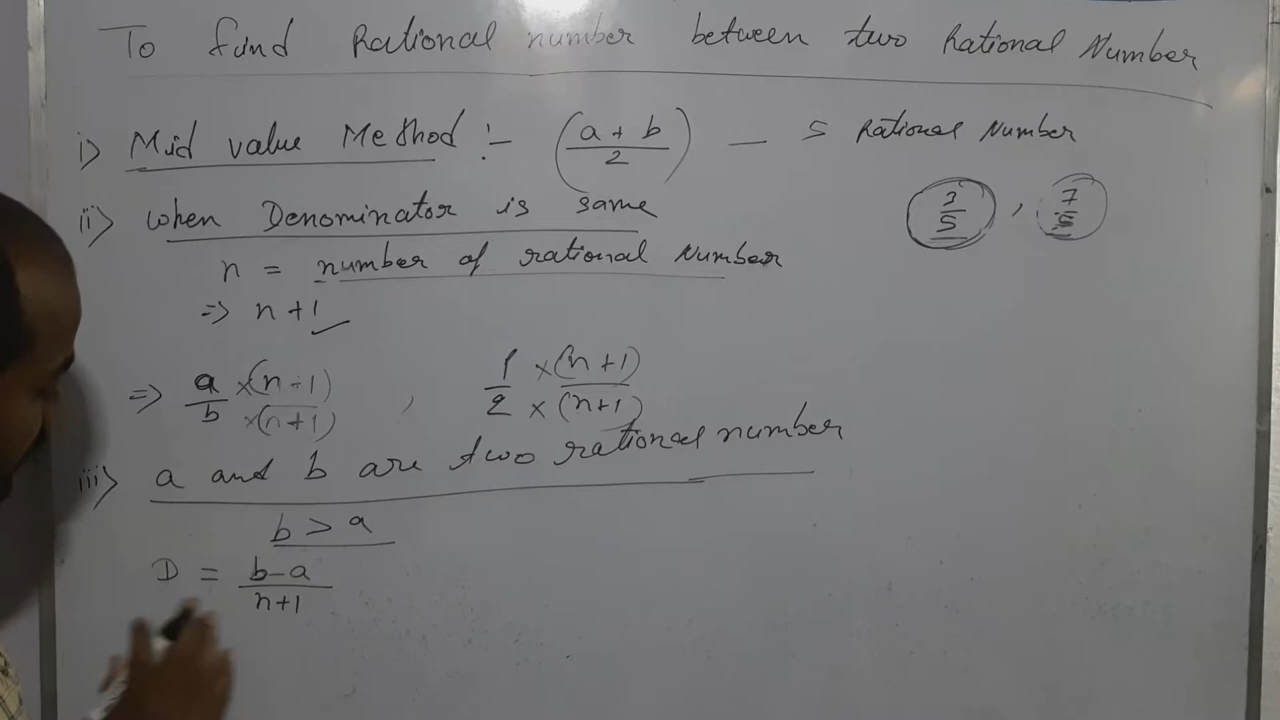 To find Rational number between two Rational Number
i) Mid value Method :- (a + b / 2) — 5 Rational Number
3/5 , 7/5
ii) when Denominator is same
n = number of rational Number
=> n+1
=> a/b ×(n+1)/×(n+1) , 1/2 ×(n+1)/×(n+1)
iii) a and b are two rational number
b > a
D = b-a / n+1